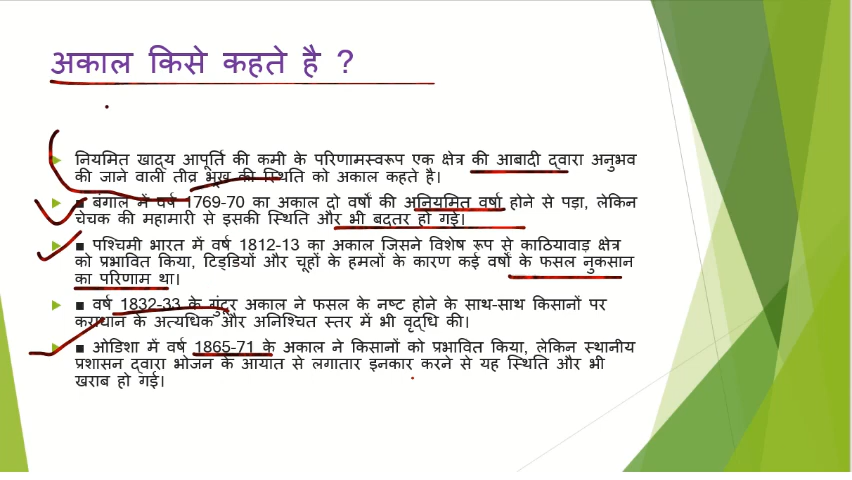 अकाल किसे कहते है ?
नियमित खाद्य आपूर्ति की कमी के परिणामस्वरूप एक क्षेत्र की आबादी द्वारा अनुभव
की जाने वाली तीव्र भूख की स्थिति को अकाल कहते है।
■ बंगाल में वर्ष 1769-70 का अकाल दो वर्षों की अनियमित वर्षा होने से पड़ा, लेकिन
चेचक की महामारी से इसकी स्थिति और भी बदतर हो गई।
■ पश्चिमी भारत में वर्ष 1812-13 का अकाल जिसने विशेष रूप से काठियावाड़ क्षेत्र
को प्रभावित किया, टिड्डियों और चूहों के हमलों के कारण कई वर्षों के फसल नुकसान
का परिणाम था।
■ वर्ष 1832-33 के गुंटूर अकाल ने फसल के नष्ट होने के साथ-साथ किसानों पर
कराधान के अत्यधिक और अनिश्चित स्तर में भी वृद्धि की।
■ ओडिशा में वर्ष 1865-71 के अकाल ने किसानों को प्रभावित किया, लेकिन स्थानीय
प्रशासन द्वारा भोजन के आयात से लगातार इनकार करने से यह स्थिति और भी
खराब हो गई।